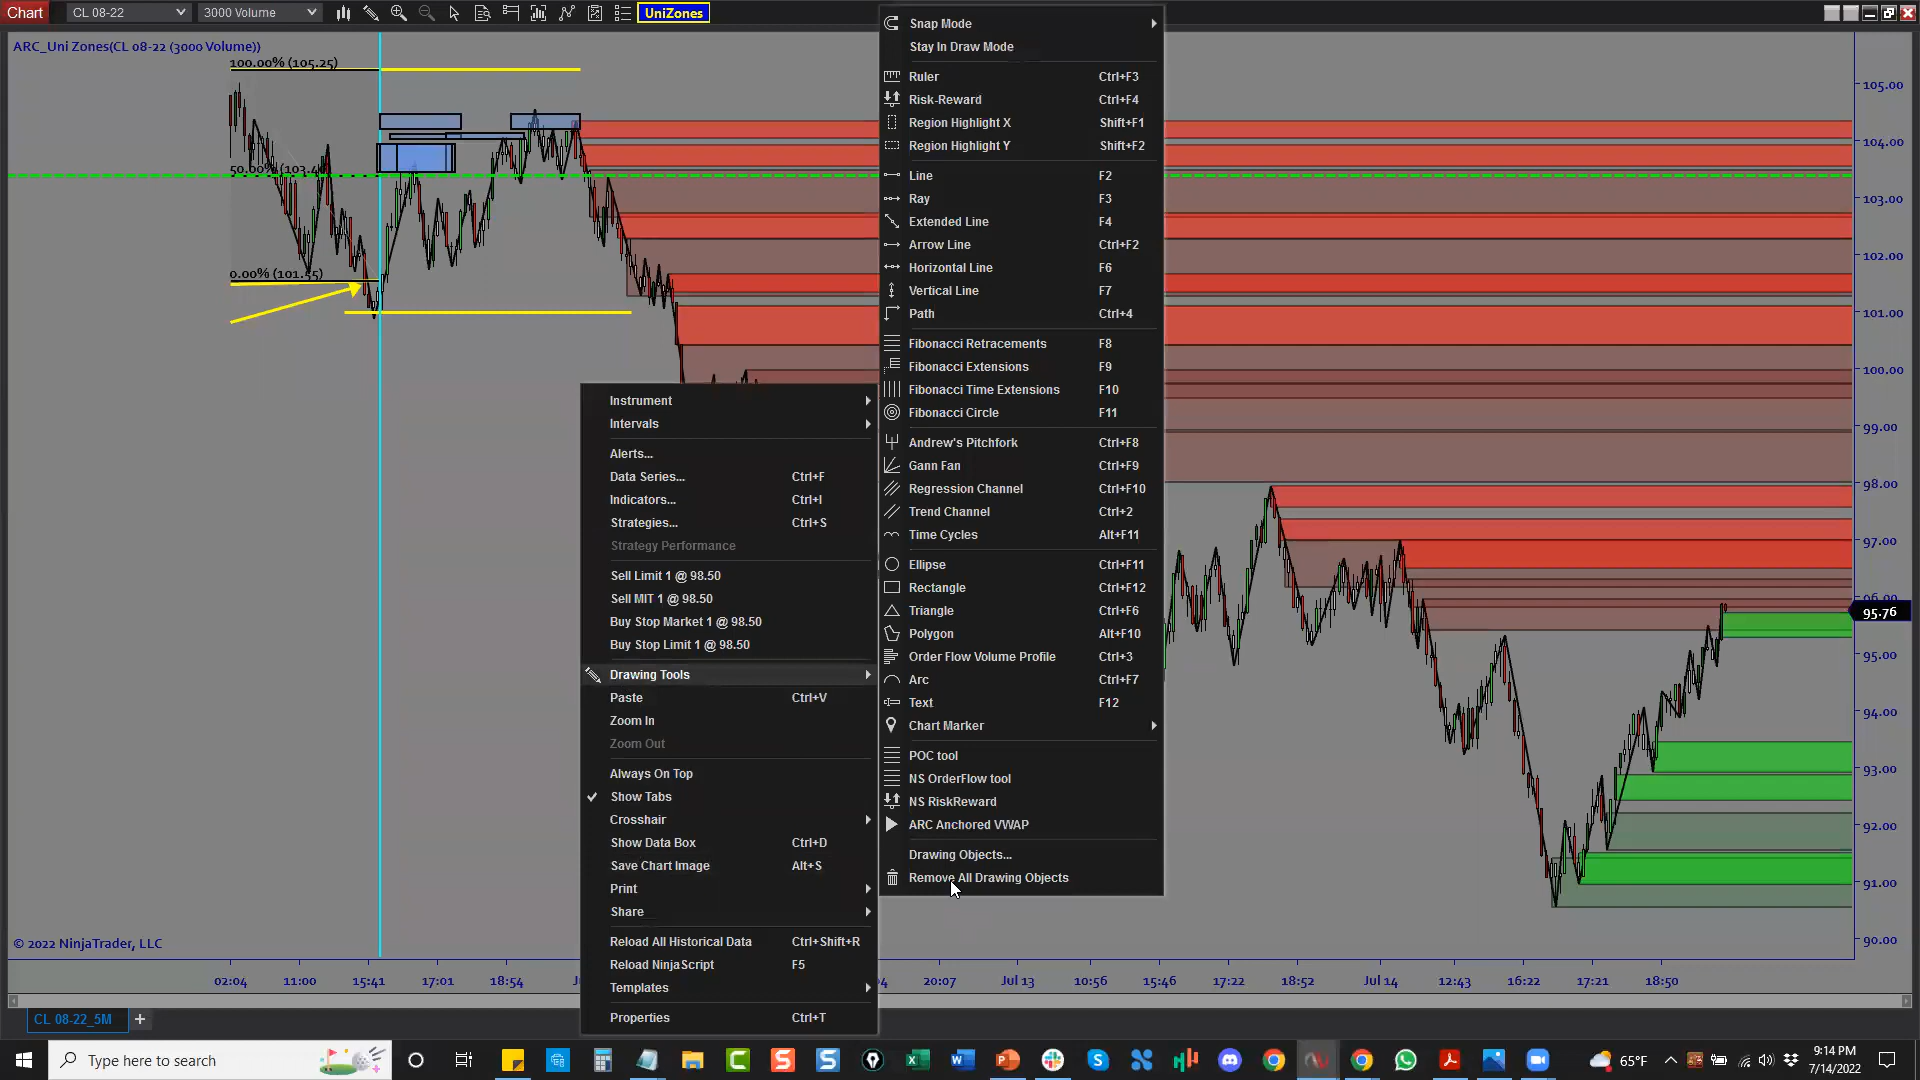 Chart
CL 08-22
3000 Volume
UniZones
ARC_Uni Zones(CL 08-22 (3000 Volume))
100.00% (105.25)
0.00% (101.55)
Snap Mode
Stay In Draw Mode
Ruler Ctrl+F3
Risk-Reward Ctrl+F4
Region Highlight X Shift+F1
Region Highlight Y Shift+F2
Line F2
Ray F3
Extended Line F4
Arrow Line Ctrl+F2
Horizontal Line F6
Vertical Line F7
Path Ctrl+4
Fibonacci Retracements F8
Fibonacci Extensions F9
Fibonacci Time Extensions F10
Fibonacci Circle F11
Andrew's Pitchfork Ctrl+F8
Gann Fan Ctrl+F9
Regression Channel Ctrl+F10
Trend Channel Ctrl+2
Time Cycles Alt+F11
Ellipse Ctrl+F11
Rectangle Ctrl+F12
Triangle Ctrl+F6
Polygon Alt+F10
Order Flow Volume Profile Ctrl+3
Arc Ctrl+F7
Text F12
Chart Marker
POC tool
NS OrderFlow tool
NS RiskReward
ARC Anchored VWAP
Drawing Objects...
Remove All Drawing Objects
Instrument
Intervals
Alerts...
Data Series... Ctrl+F
Indicators... Ctrl+I
Strategies... Ctrl+S
Strategy Performance
Sell Limit 1 @ 98.50
Sell MIT 1 @ 98.50
Buy Stop Market 1 @ 98.50
Buy Stop Limit 1 @ 98.50
Drawing Tools
Paste Ctrl+V
Zoom In
Zoom Out
Always On Top
Show Tabs
Crosshair
Show Data Box Ctrl+D
Save Chart Image Alt+S
Print
Share
Reload All Historical Data Ctrl+Shift+R
Reload NinjaScript F5
Templates
Properties Ctrl+T
105.00
104.00
103.00
102.00
101.00
100.00
99.00
98.00
97.00
95.76
95.00
94.00
93.00
92.00
91.00
90.00
© 2022 NinjaTrader, LLC
02:04 11:00 15:41 17:01 18:54 20:07 Jul 13 10:56 15:46 17:22 18:52 Jul 14 12:43 16:22 17:21 18:50
CL 08-22_5M
Type here to search
65°F
9:14 PM
7/14/2022